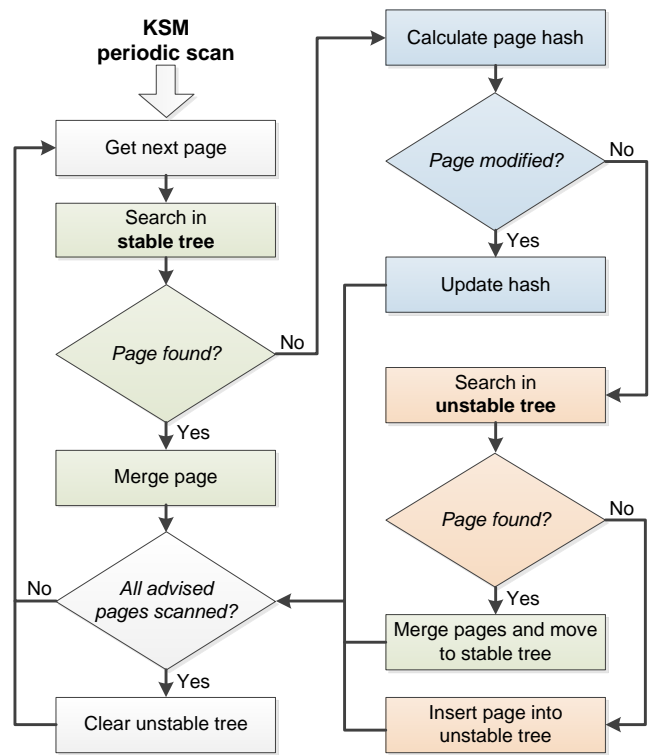 KSM
periodic scan
Get next page
Search in
stable tree
Page found?
No
Yes
Merge page
All advised
pages scanned?
No
Yes
Clear unstable tree
Calculate page hash
Page modified?
No
Yes
Update hash
Search in
unstable tree
Page found?
No
Yes
Merge pages and move
to stable tree
Insert page into
unstable tree